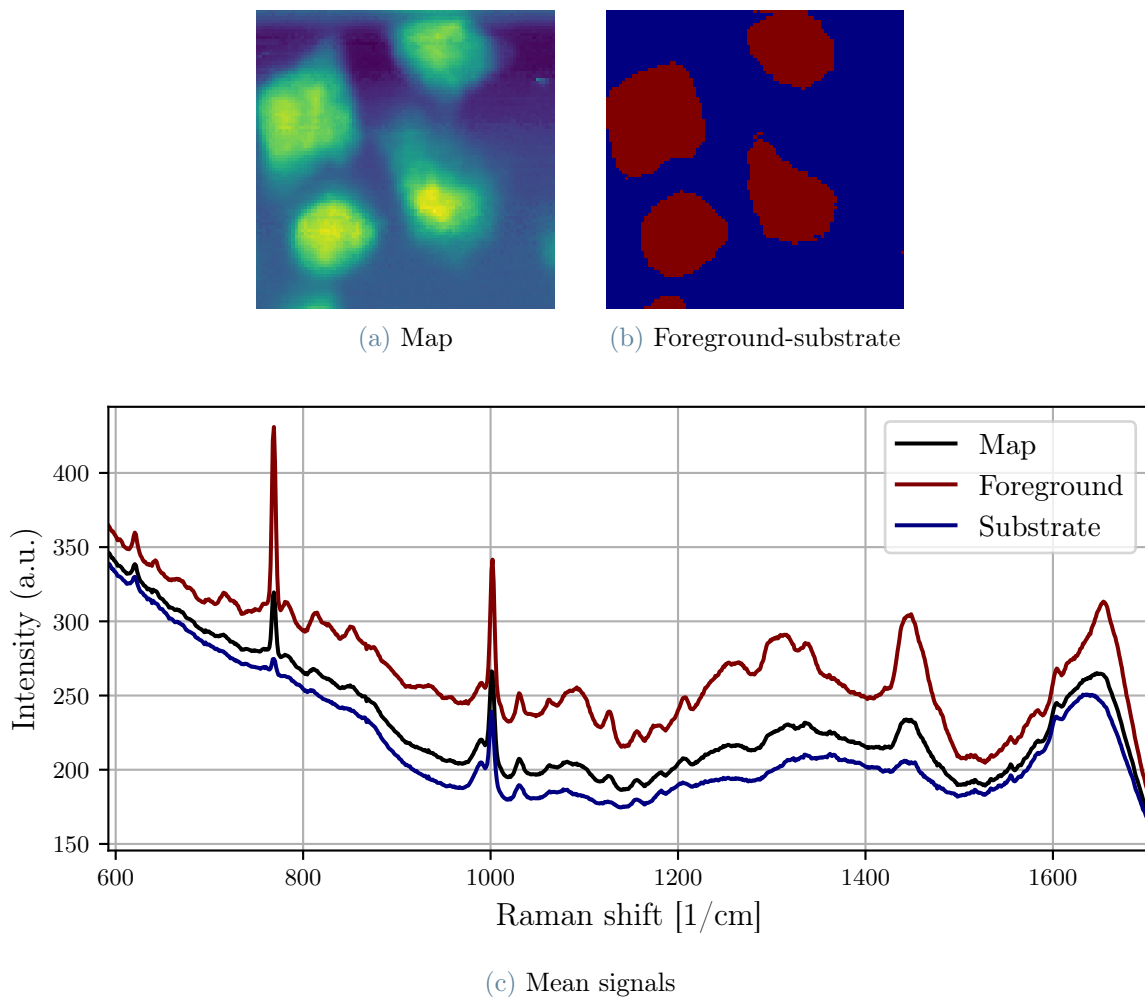 (a) Map
(b) Foreground-substrate
400
350
300
250
200
150
Intensity (a.u.)
Map
Foreground
Substrate
600
800
1000
1200
1400
1600
Raman shift [1/cm]
(c) Mean signals